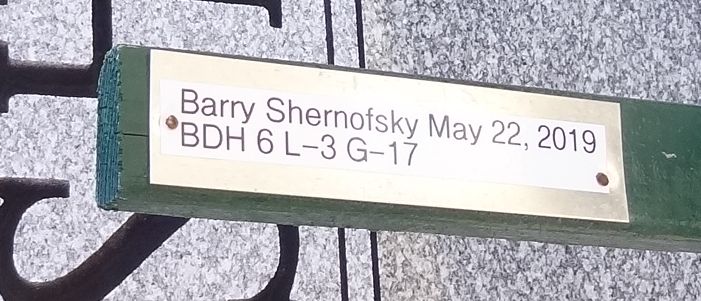 Barry Shernofsky May 22, 2019
BDH 6 L-3 G-17